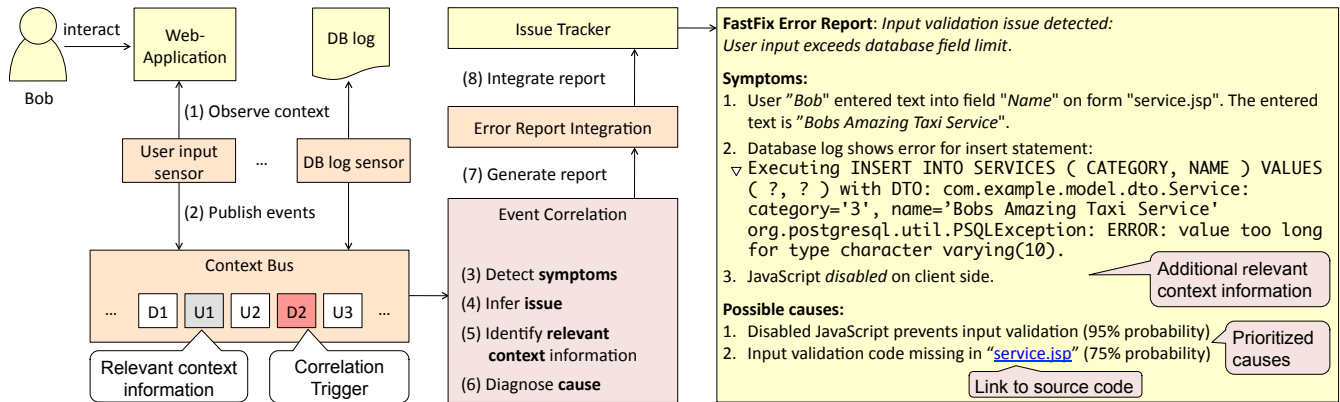 Bob
interact
Web-
Application
DB log
(1) Observe context
User input
sensor
...
DB log sensor
(2) Publish events
Context Bus
...
D1
U1
U2
D2
U3
...
Relevant context
information
Correlation
Trigger
Issue Tracker
(8) Integrate report
Error Report Integration
(7) Generate report
Event Correlation
(3) Detect symptoms
(4) Infer issue
(5) Identify relevant
context information
(6) Diagnose cause
FastFix Error Report: Input validation issue detected:
User input exceeds database field limit.
Symptoms:
1. User ”Bob" entered text into field "Name" on form "service.jsp". The entered
text is ”Bobs Amazing Taxi Service".
2. Database log shows error for insert statement:
Executing INSERT INTO SERVICES ( CATEGORY, NAME ) VALUES
( ?, ? ) with DTO: com.example.model.dto.Service:
category='3', name=’Bobs Amazing Taxi Service'
org.postgresql.util.PSQLException: ERROR: value too long
for type character varying(10).
3. JavaScript disabled on client side.
Additional relevant
context information
Possible causes:
1. Disabled JavaScript prevents input validation (95% probability)
2. Input validation code missing in “service.jsp” (75% probability)
Prioritized
causes
Link to source code